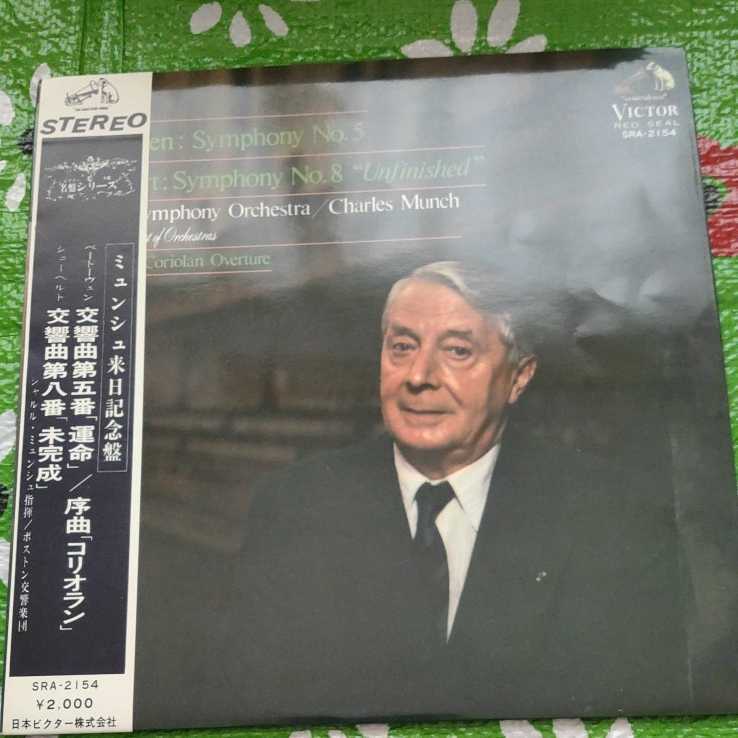 STEREO
名盤シリーズ
ミュンシュ来日記念盤
ベートーヴェン
交響曲第五番「運命」/序曲「コリオラン」
シューベルト
交響曲第八番「未完成」
シャルル・ミュンシュ指揮/ボストン交響楽団
SRA-2154
¥2,000
日本ビクター株式会社
en: Symphony No.5
t: Symphony No.8 "Unfinished"
ymphony Orchestra/Charles Munch
t of Orchestras
Coriolan Overture
VICTOR
RED SEAL
SRA-2154